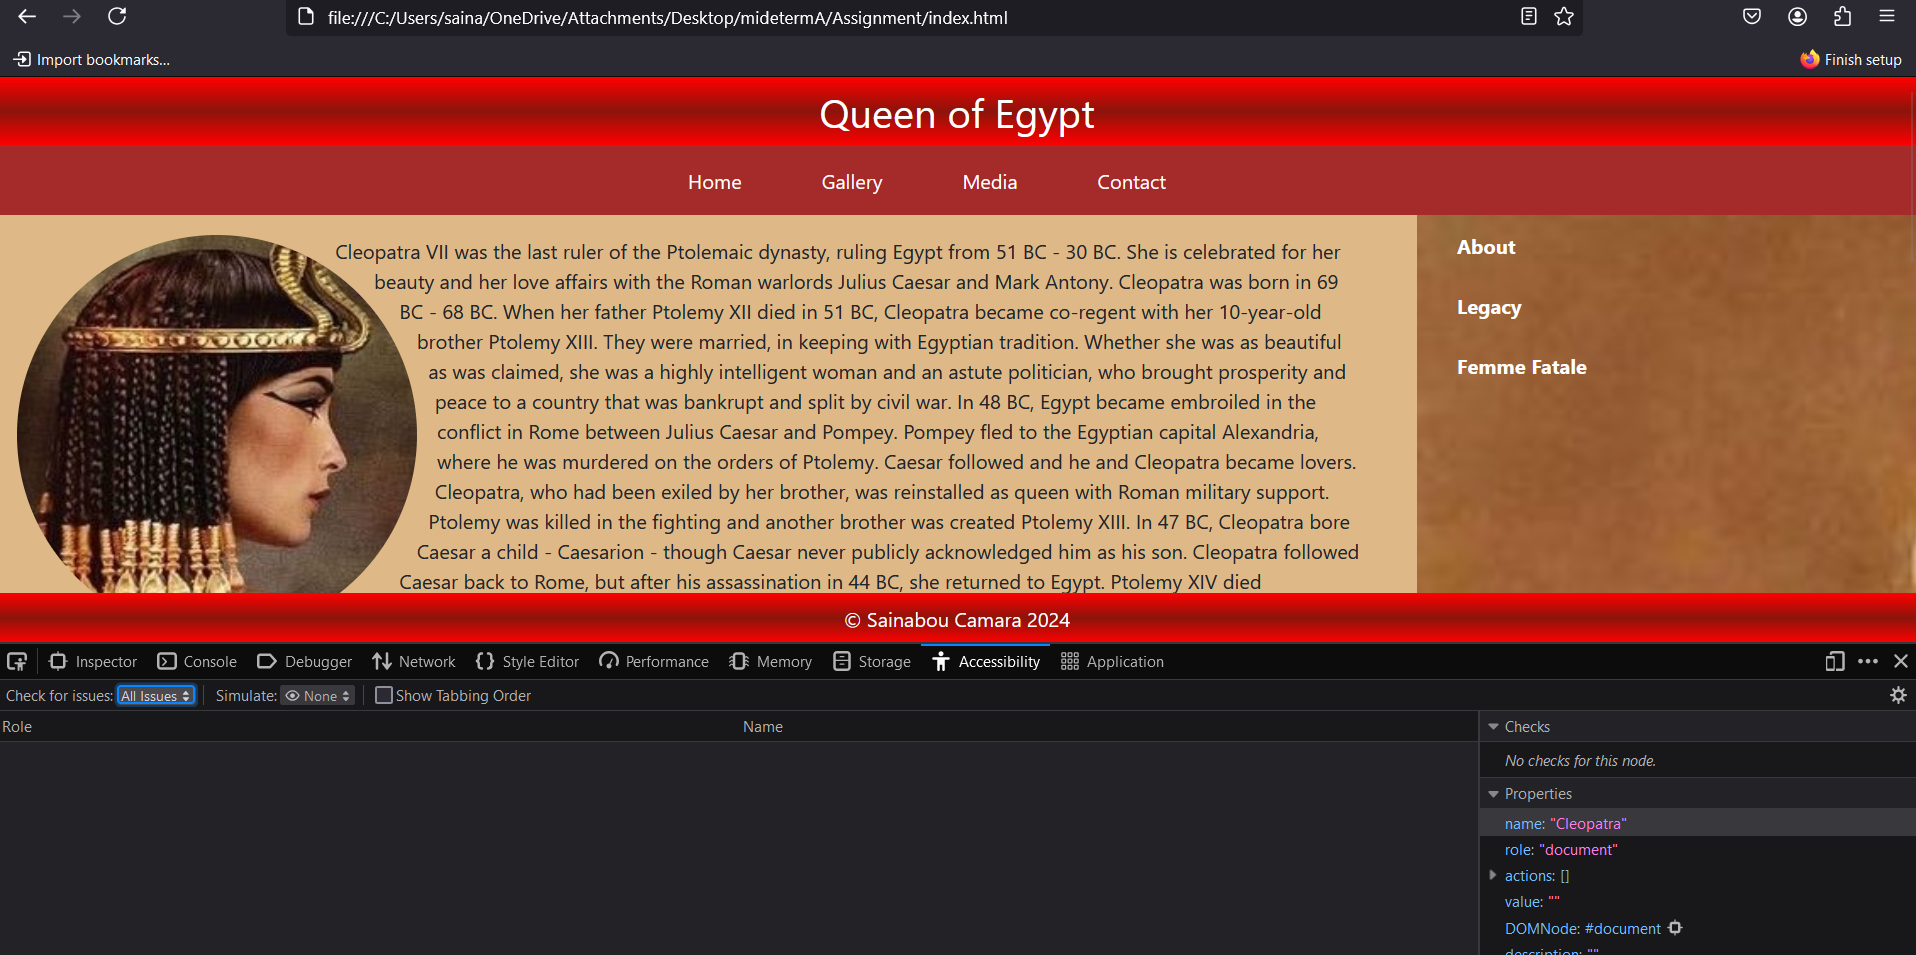 file:///C:/Users/saina/OneDrive/Attachments/Desktop/midetermA/Assignment/index.html
Import bookmarks...
Finish setup
Queen of Egypt
Home Gallery Media Contact
Cleopatra VII was the last ruler of the Ptolemaic dynasty, ruling Egypt from 51 BC - 30 BC. She is celebrated for her
beauty and her love affairs with the Roman warlords Julius Caesar and Mark Antony. Cleopatra was born in 69
BC - 68 BC. When her father Ptolemy XII died in 51 BC, Cleopatra became co-regent with her 10-year-old
brother Ptolemy XIII. They were married, in keeping with Egyptian tradition. Whether she was as beautiful
as was claimed, she was a highly intelligent woman and an astute politician, who brought prosperity and
peace to a country that was bankrupt and split by civil war. In 48 BC, Egypt became embroiled in the
conflict in Rome between Julius Caesar and Pompey. Pompey fled to the Egyptian capital Alexandria,
where he was murdered on the orders of Ptolemy. Caesar followed and he and Cleopatra became lovers.
Cleopatra, who had been exiled by her brother, was reinstalled as queen with Roman military support.
Ptolemy was killed in the fighting and another brother was created Ptolemy XIII. In 47 BC, Cleopatra bore
Caesar a child - Caesarion - though Caesar never publicly acknowledged him as his son. Cleopatra followed
Caesar back to Rome, but after his assassination in 44 BC, she returned to Egypt. Ptolemy XIV died
About
Legacy
Femme Fatale
© Sainabou Camara 2024
Inspector Console Debugger Network Style Editor Performance Memory Storage Accessibility Application
Check for issues: All Issues Simulate: None Show Tabbing Order
Role Name
Checks
No checks for this node.
Properties
name: "Cleopatra"
role: "document"
actions: []
value: ""
DOMNode: #document
description: ""